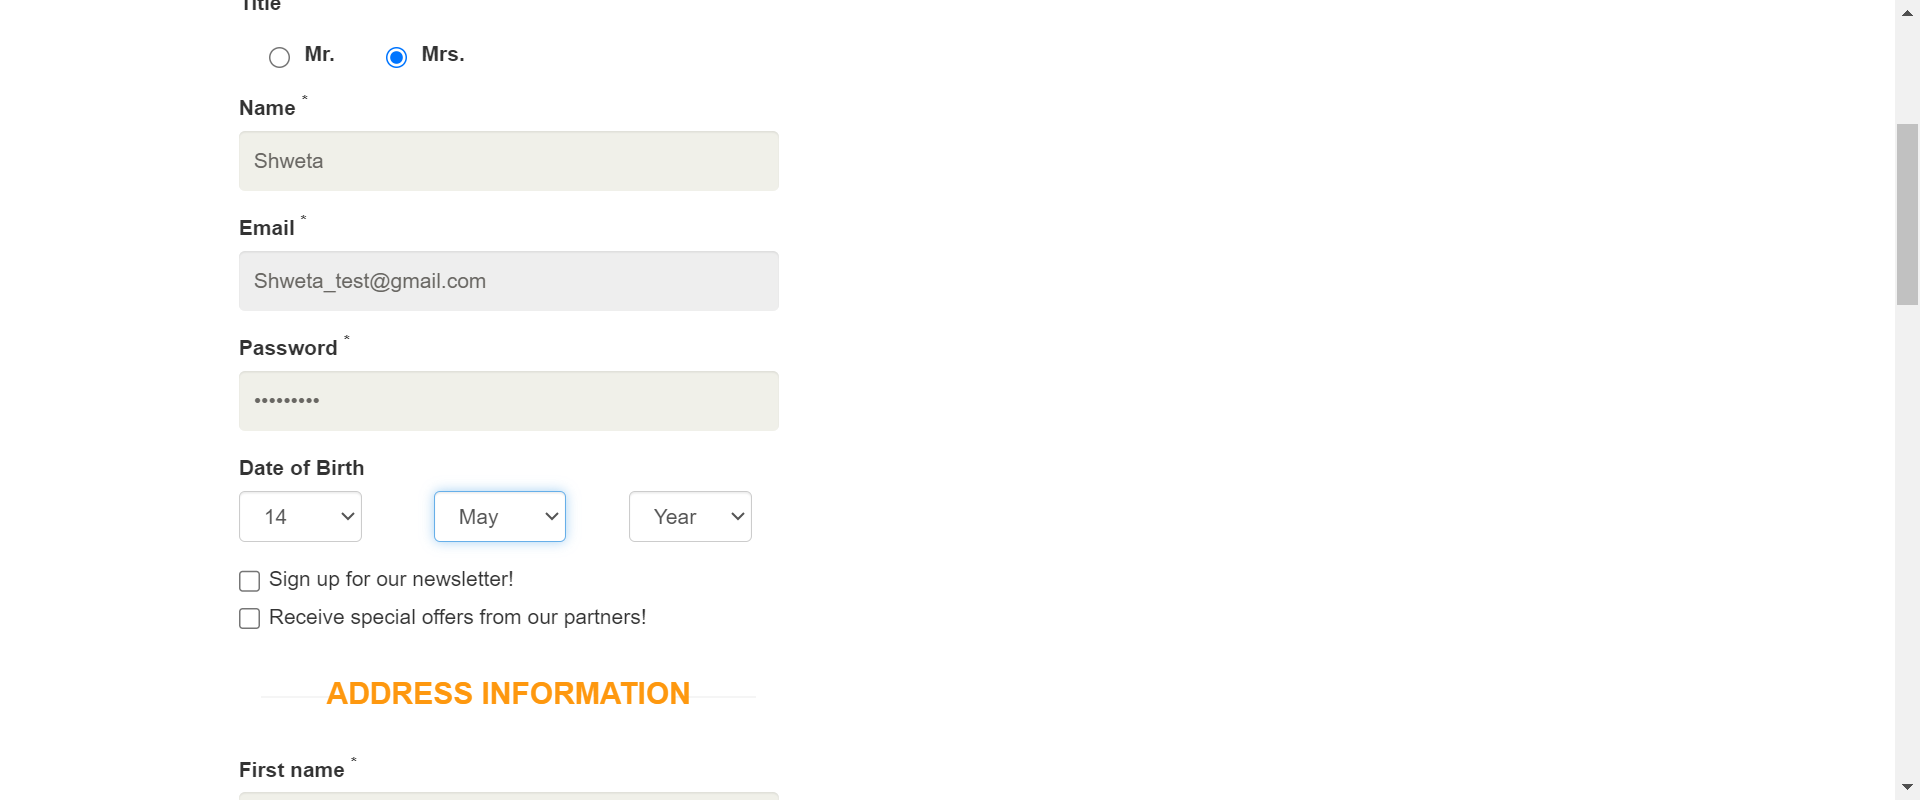 Title
Mr. Mrs.
Name *
Shweta
Email *
Shweta_test@gmail.com
Password *
•••••••••
Date of Birth
14 May Year
Sign up for our newsletter!
Receive special offers from our partners!
ADDRESS INFORMATION
First name *